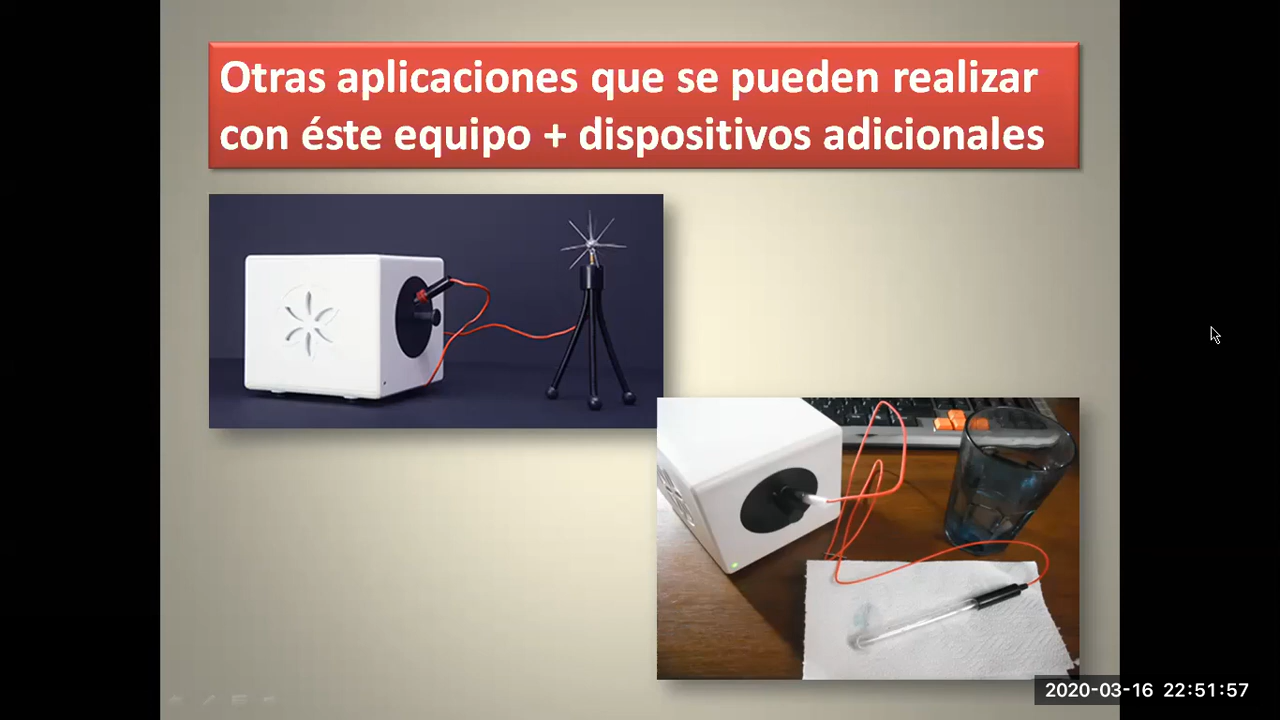 Otras aplicaciones que se pueden realizar
con éste equipo + dispositivos adicionales
2020-03-16 22:51:57